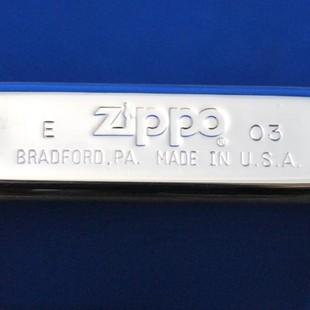 E zippo® 03
BRADFORD, PA. MADE IN U.S.A.